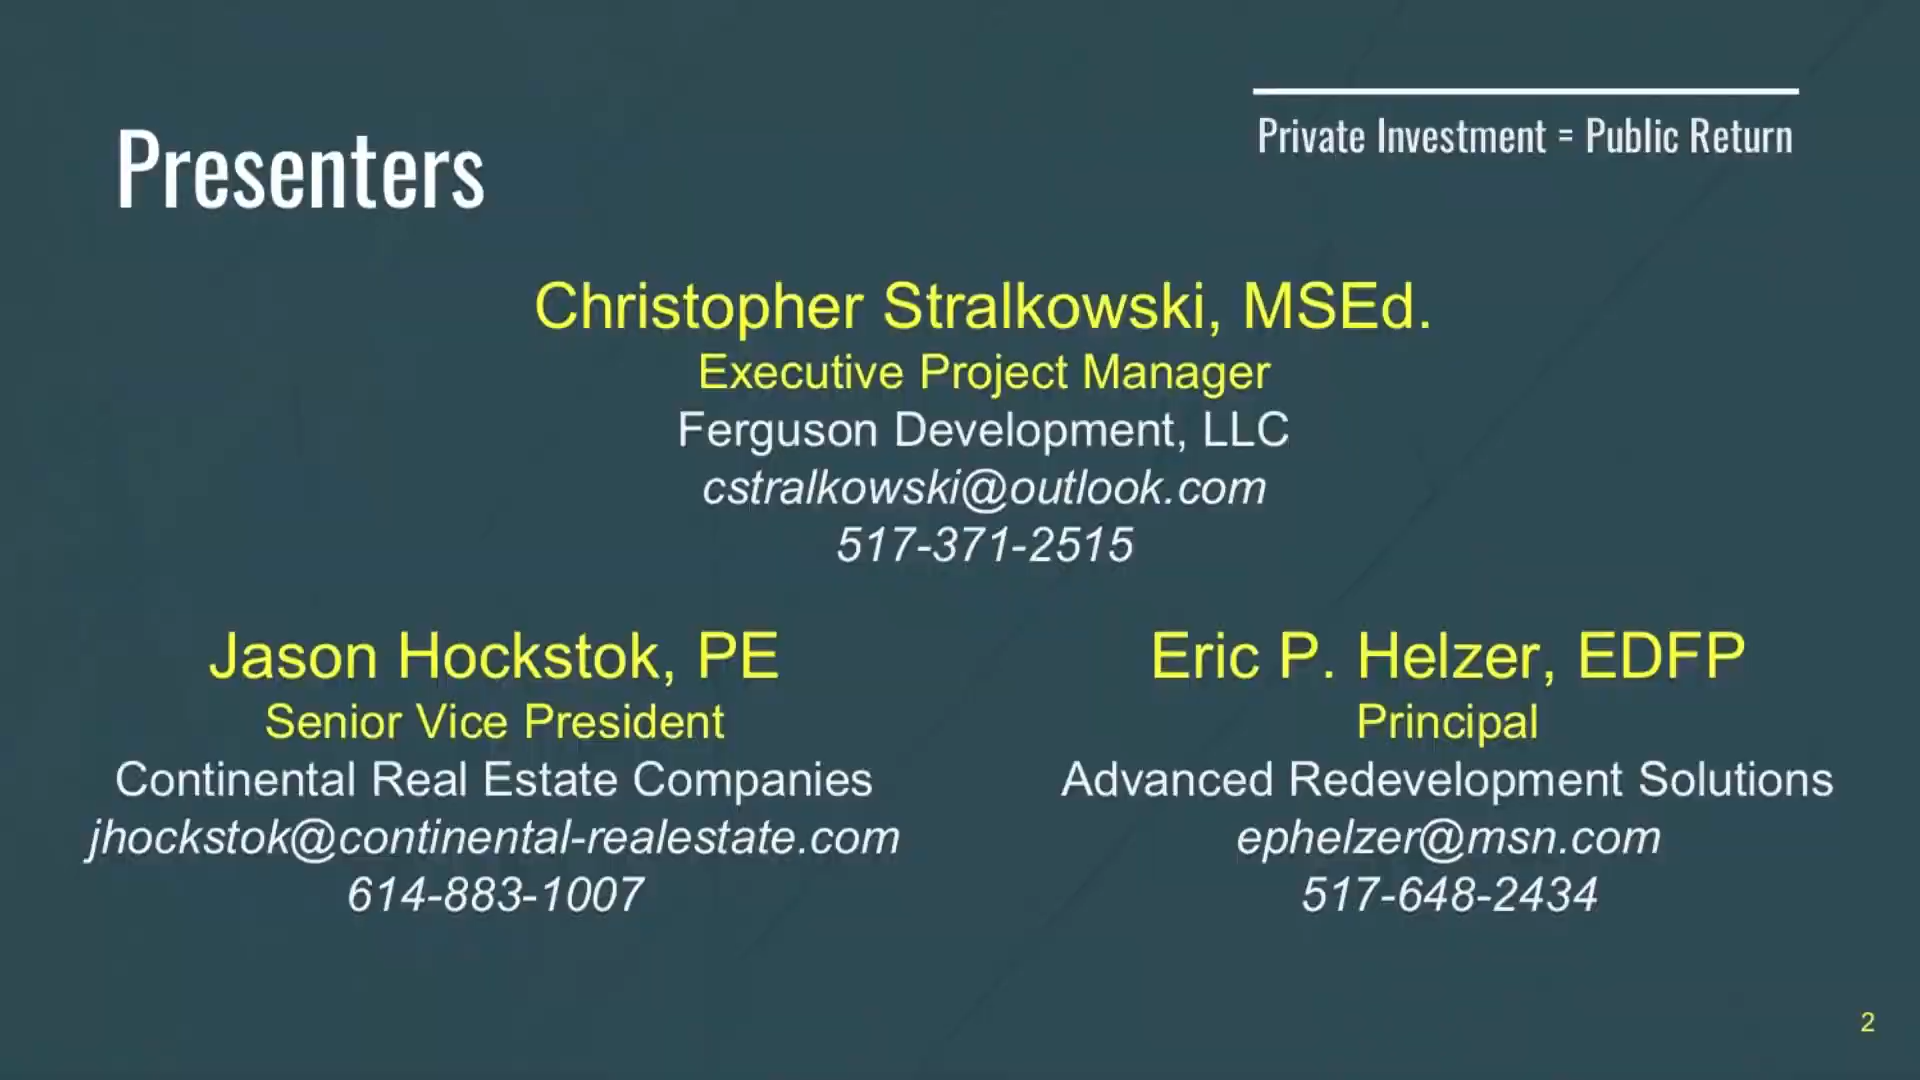 Private Investment = Public Return
Presenters
Christopher Stralkowski, MSEd.
Executive Project Manager
Ferguson Development, LLC
cstralkowski@outlook.com
517-371-2515
Jason Hockstok, PE
Senior Vice President
Continental Real Estate Companies
jhockstok@continental-realestate.com
614-883-1007
Eric P. Helzer, EDFP
Principal
Advanced Redevelopment Solutions
ephelzer@msn.com
517-648-2434
2